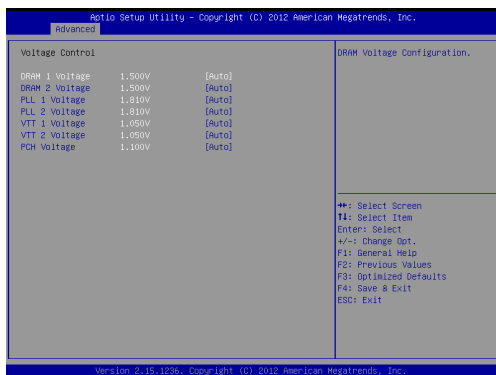 Aptio Setup Utility – Copyright (C) 2012 American Megatrends, Inc.
Advanced
Voltage Control
DRAM 1 Voltage 1.500V [Auto]
DRAM 2 Voltage 1.500V [Auto]
PLL 1 Voltage 1.810V [Auto]
PLL 2 Voltage 1.810V [Auto]
VTT 1 Voltage 1.050V [Auto]
VTT 2 Voltage 1.050V [Auto]
PCH Voltage 1.100V [Auto]
DRAM Voltage Configuration.
→←: Select Screen
↑↓: Select Item
Enter: Select
+/-: Change Opt.
F1: General Help
F2: Previous Values
F3: Optimized Defaults
F4: Save & Exit
ESC: Exit
Version 2.15.1236. Copyright (C) 2012 American Megatrends, Inc.